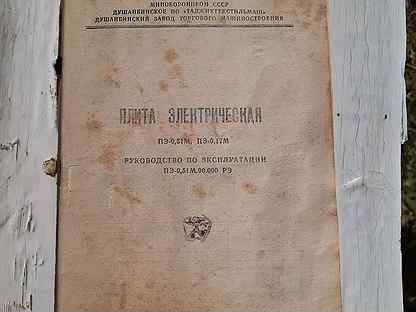 МИНОБОРОНПРОМ СССР
ДУШАНБИНСКОЕ ПО «ТАДЖИКТЕКСТИЛЬМАШ»
ДУШАНБИНСКИЙ ЗАВОД ТОРГОВОГО МАШИНОСТРОЕНИЯ
ПЛИТА ЭЛЕКТРИЧЕСКАЯ
ПЭ-0,51М, ПЭ-0,17М
РУКОВОДСТВО ПО ЭКСПЛУАТАЦИИ
ПЭ-0,51М.00.000 РЭ